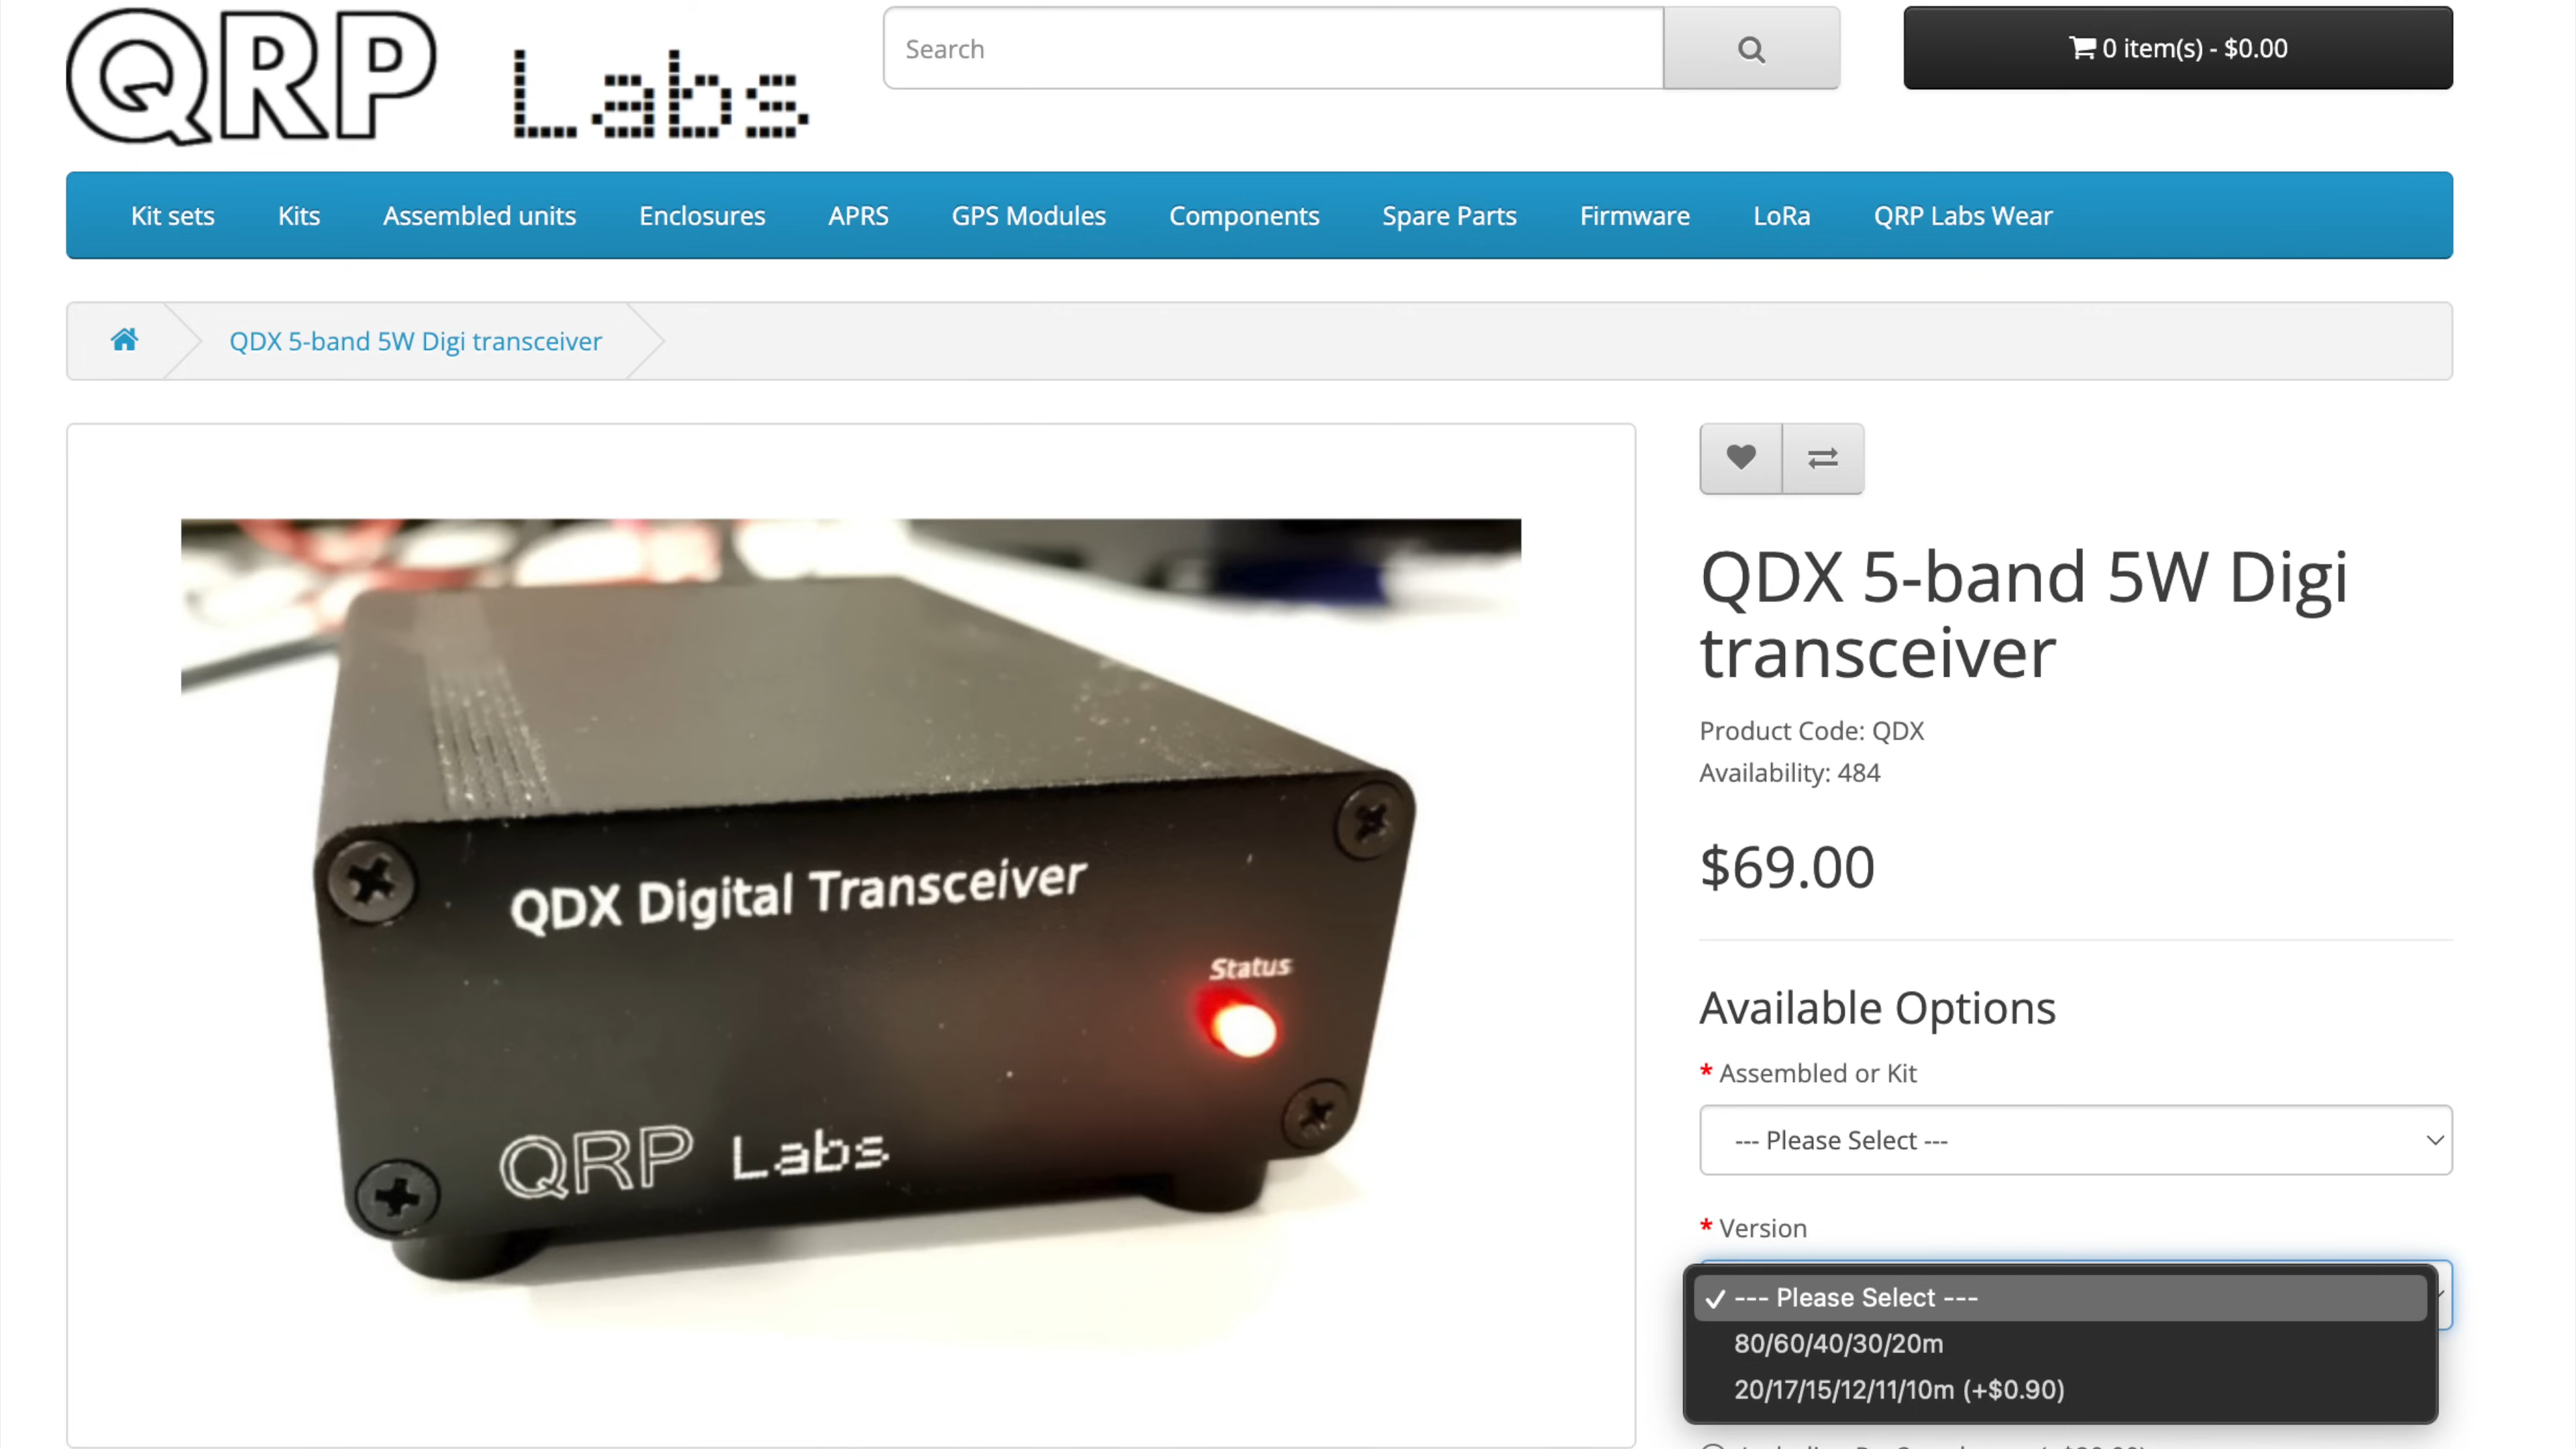 QRP Labs
Search
0 item(s) - $0.00
Kit sets
Kits
Assembled units
Enclosures
APRS
GPS Modules
Components
Spare Parts
Firmware
LoRa
QRP Labs Wear
QDX 5-band 5W Digi transceiver
QDX Digital Transceiver
Status
QRP Labs
QDX 5-band 5W Digi
transceiver
Product Code: QDX
Availability: 484
$69.00
Available Options
* Assembled or Kit
--- Please Select ---
* Version
✓ --- Please Select ---
80/60/40/30/20m
20/17/15/12/11/10m (+$0.90)